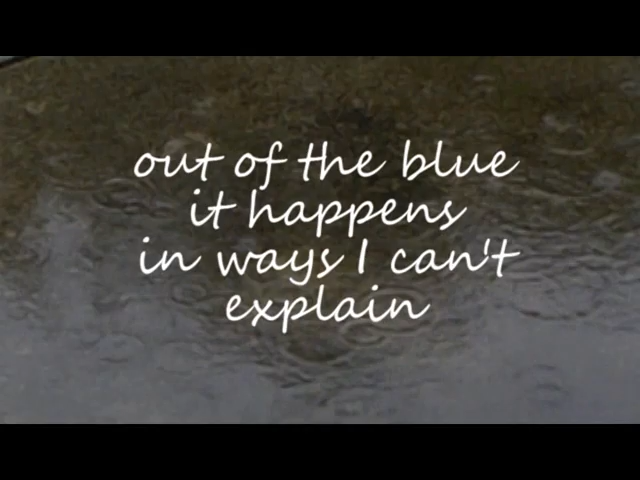 out of the blue
it happens
in ways I can't
explain